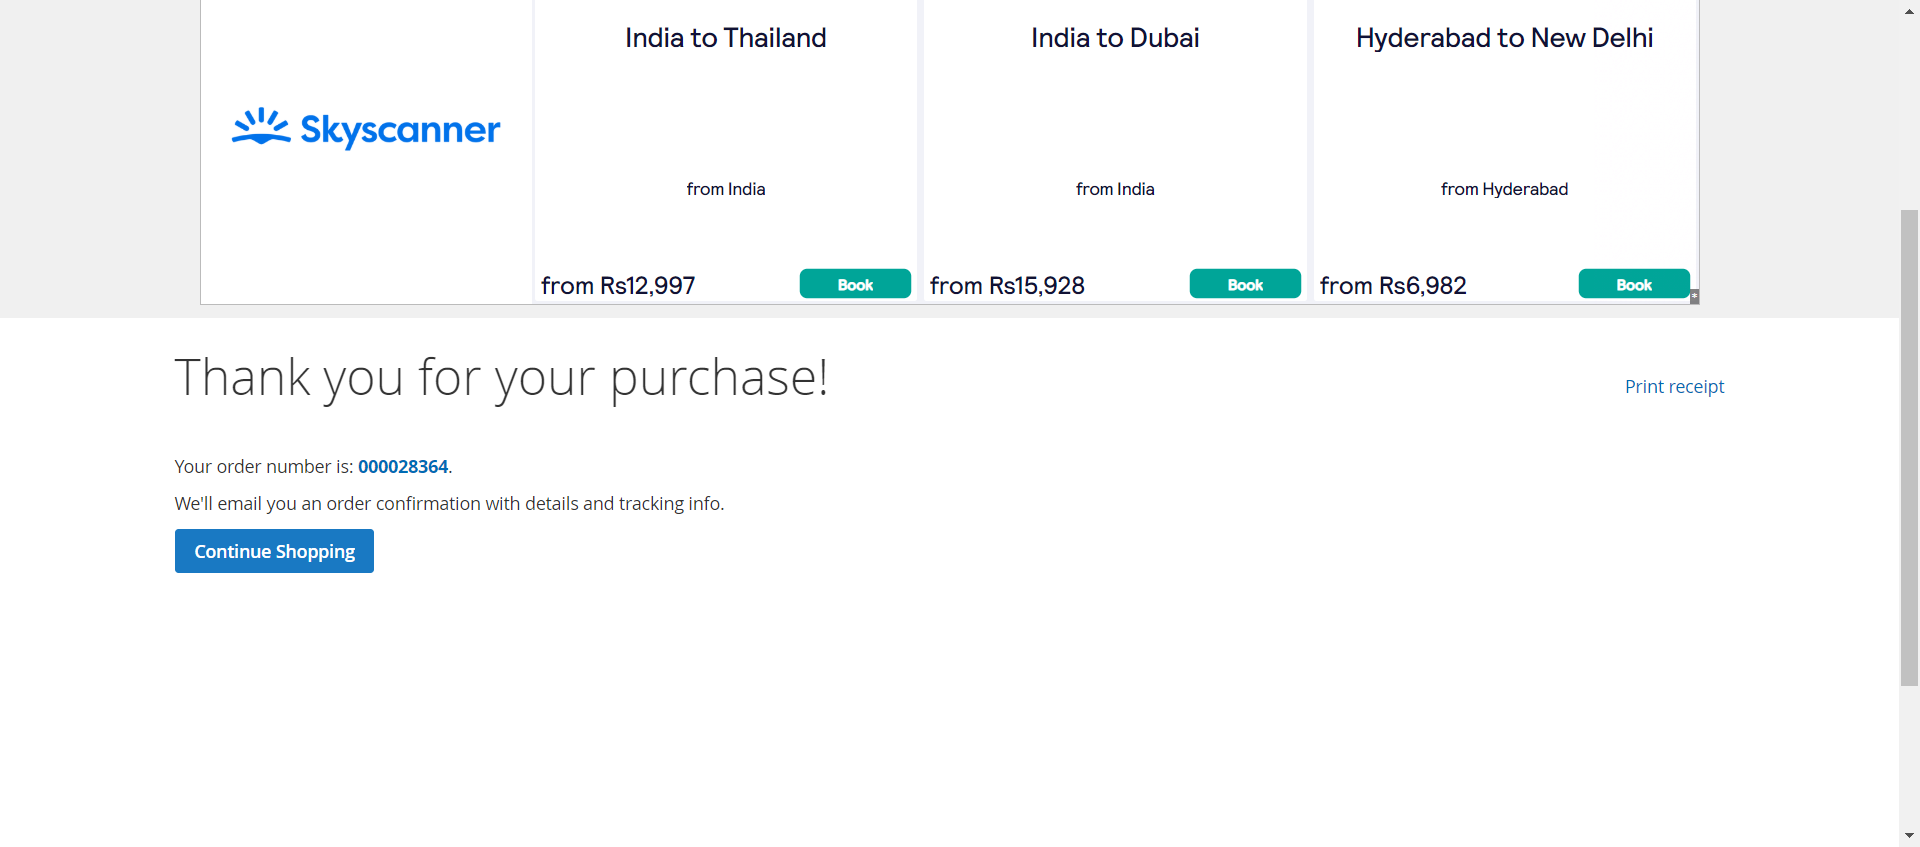 India to Thailand
India to Dubai
Hyderabad to New Delhi
Skyscanner
from India
from India
from Hyderabad
from Rs12,997
Book
from Rs15,928
Book
from Rs6,982
Book
*
Thank you for your purchase!
Print receipt
Your order number is: 000028364.
We'll email you an order confirmation with details and tracking info.
Continue Shopping